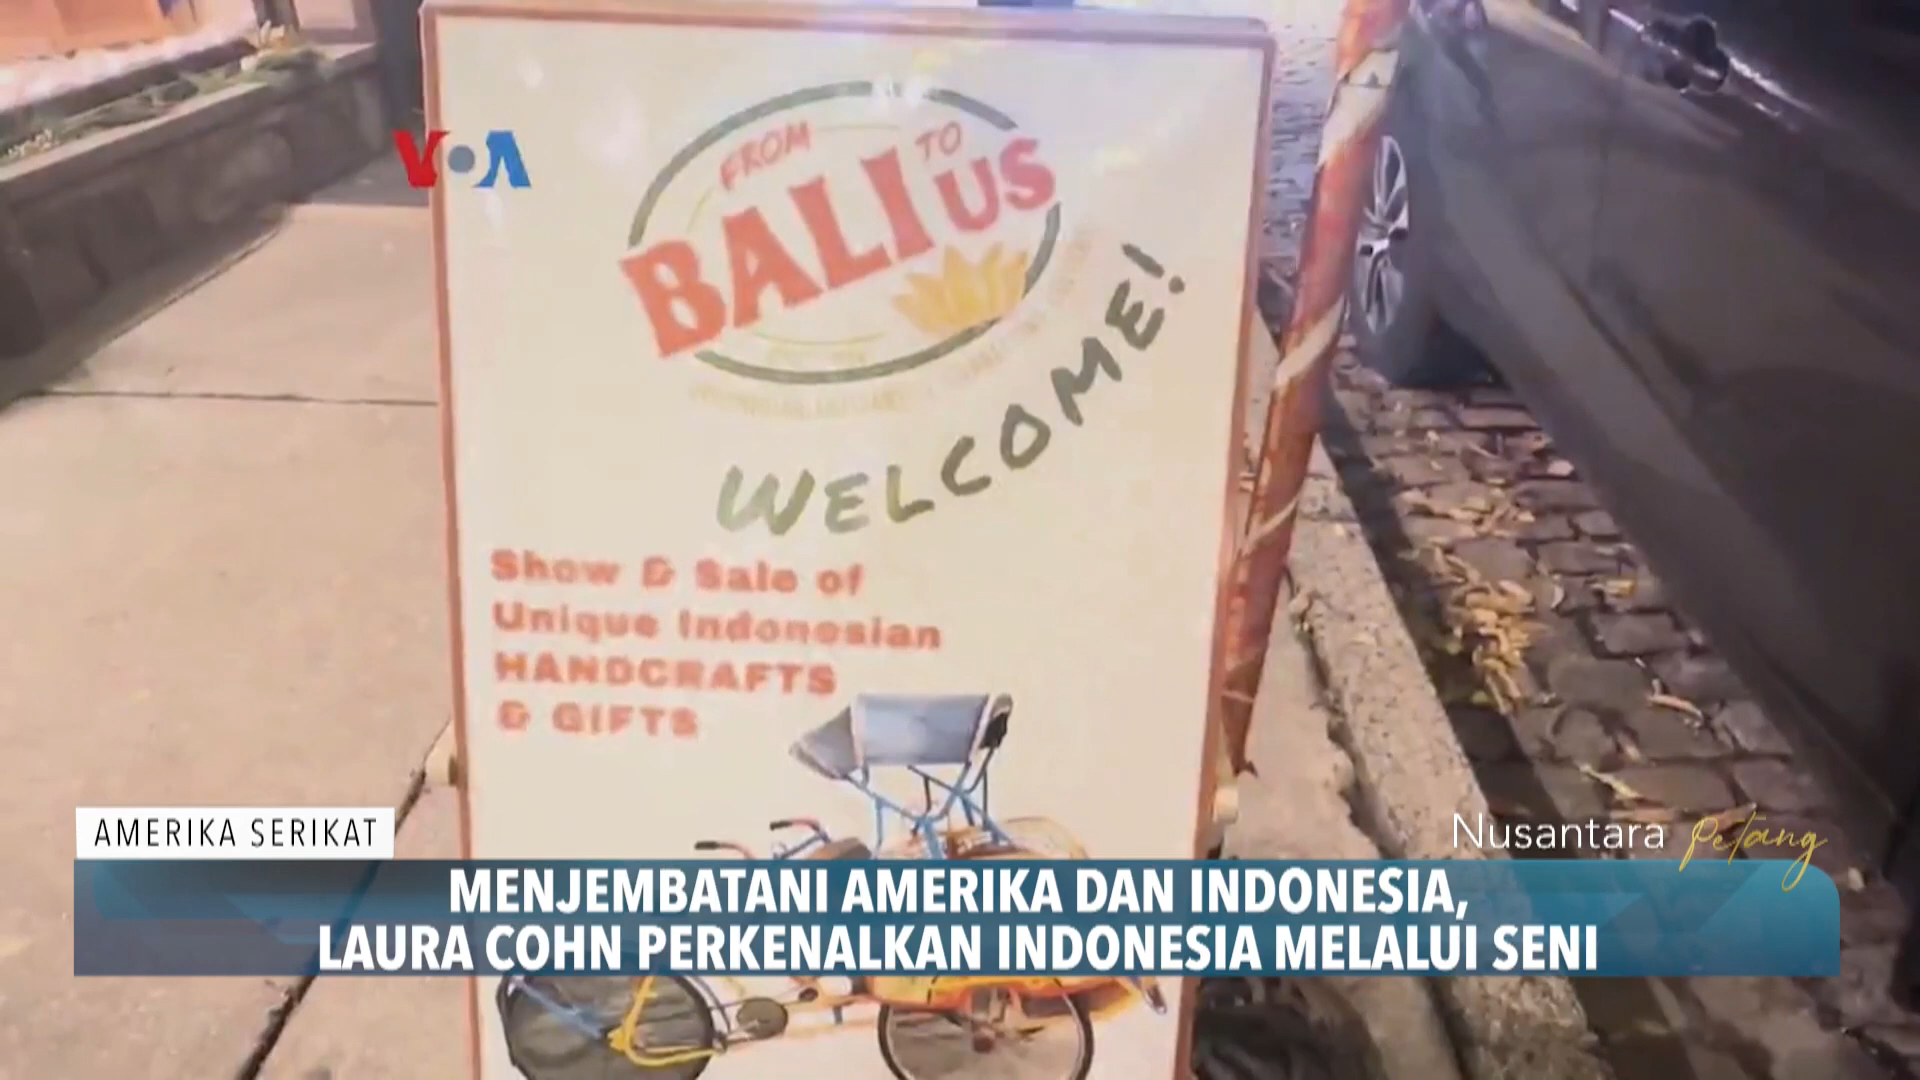 VOA
FROM
BALI TO US
WELCOME!
Show & Sale of
Unique Indonesian
HANDCRAFTS
& GIFTS
AMERIKA SERIKAT
Nusantara petang
MENJEMBATANI AMERIKA DAN INDONESIA,
LAURA COHN PERKENALKAN INDONESIA MELALUI SENI